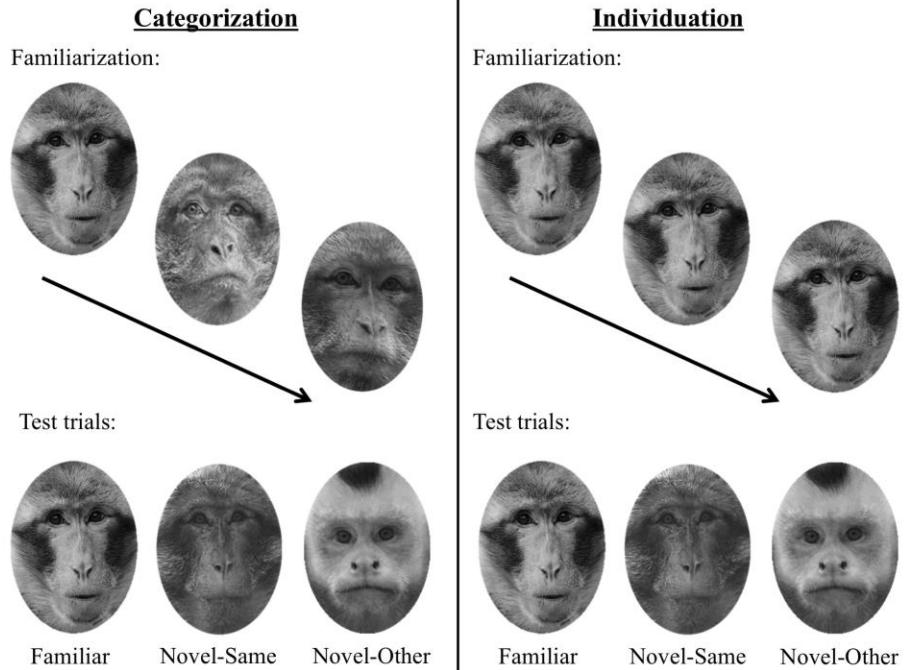 Categorization
Familiarization:
Test trials:
Familiar
Novel-Same
Novel-Other
Individuation
Familiarization:
Test trials:
Familiar
Novel-Same
Novel-Other